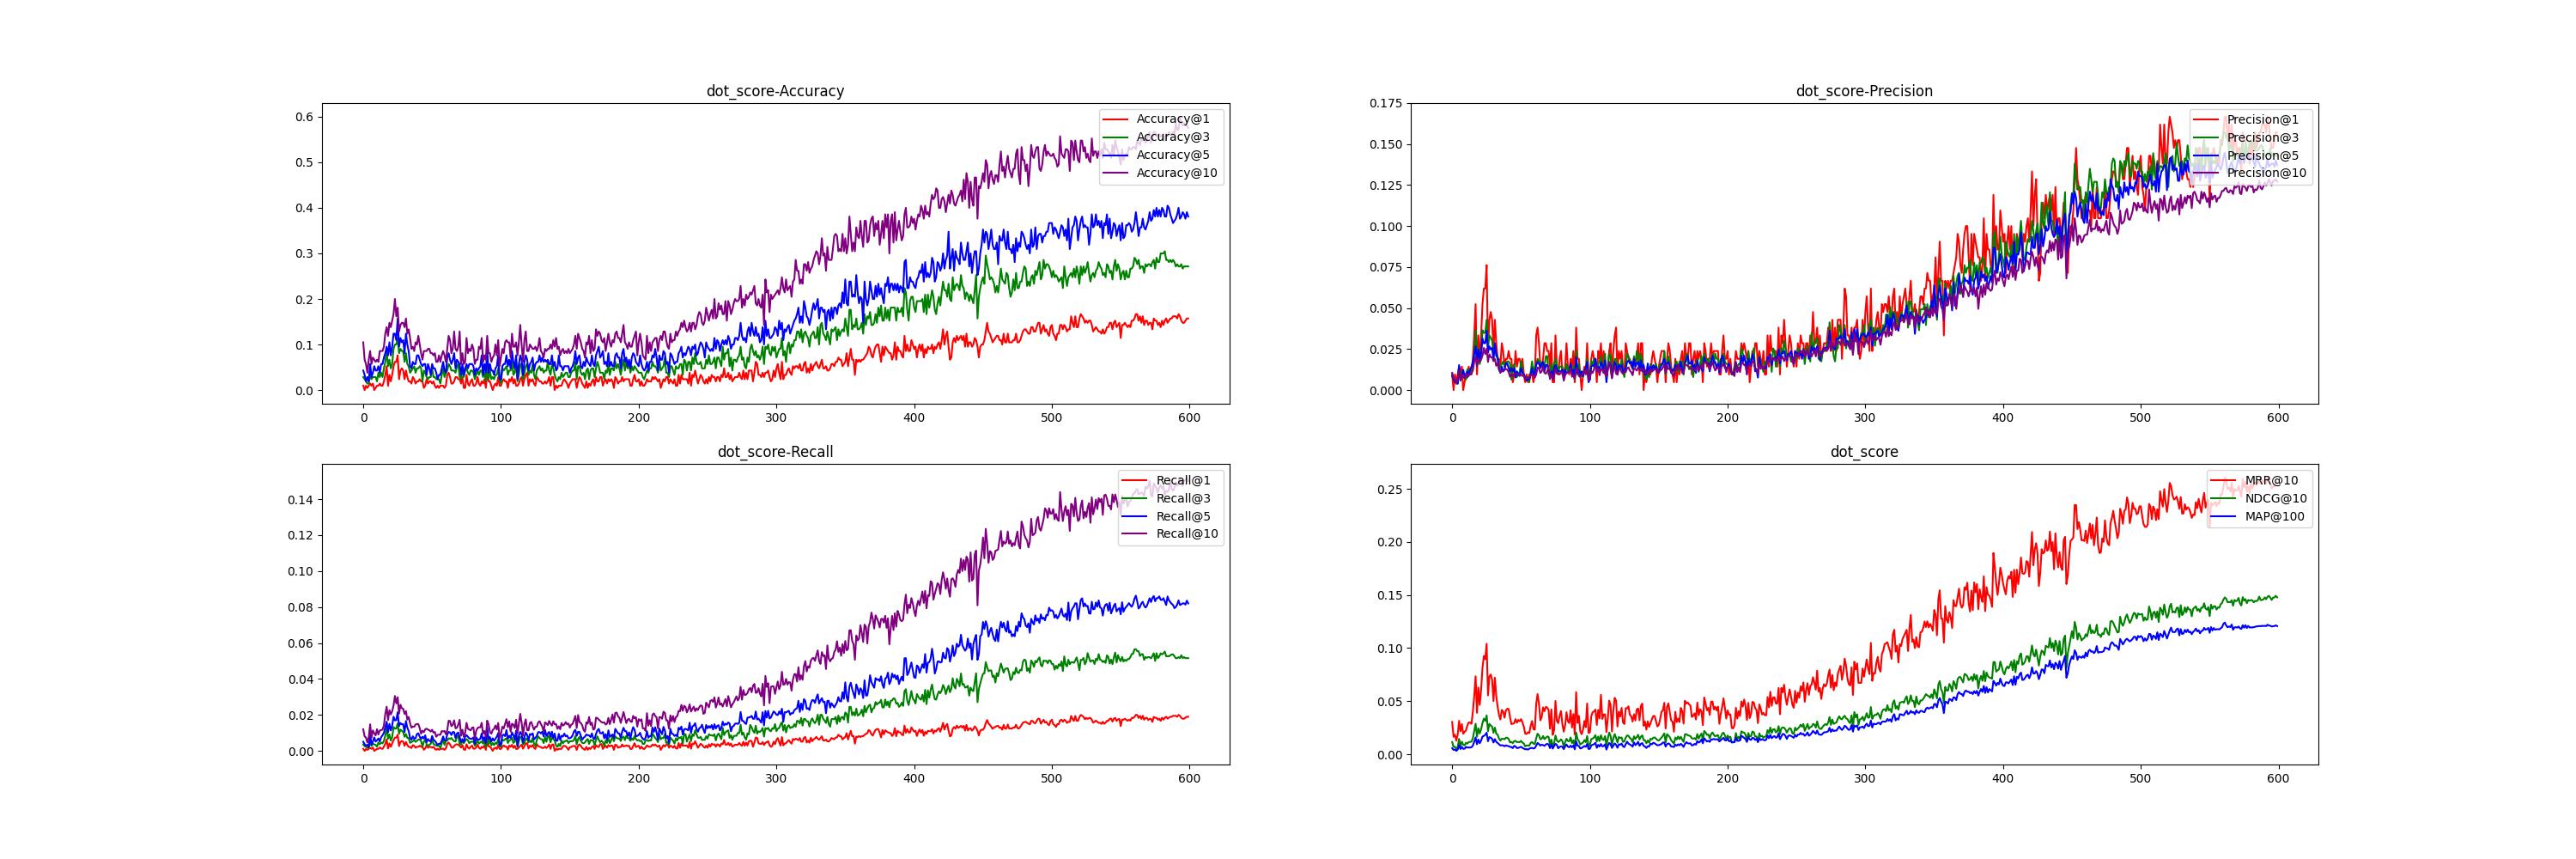 dot_score-Accuracy
0.6
0.5
0.4
0.3
0.2
0.1
0.0
0 100 200 300 400 500 600
Accuracy@1
Accuracy@3
Accuracy@5
Accuracy@10
dot_score-Precision
0.175
0.150
0.125
0.100
0.075
0.050
0.025
0.000
0 100 200 300 400 500 600
Precision@1
Precision@3
Precision@5
Precision@10
dot_score-Recall
0.14
0.12
0.10
0.08
0.06
0.04
0.02
0.00
0 100 200 300 400 500 600
Recall@1
Recall@3
Recall@5
Recall@10
dot_score
0.25
0.20
0.15
0.10
0.05
0.00
0 100 200 300 400 500 600
MRR@10
NDCG@10
MAP@100